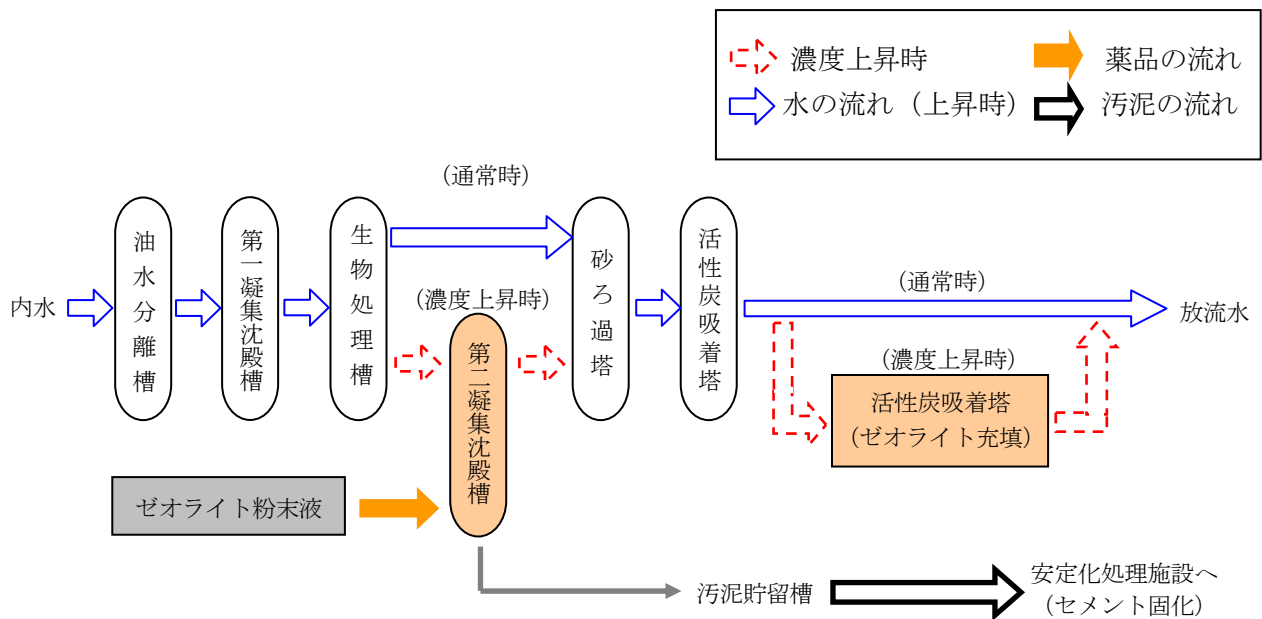 濃度上昇時
薬品の流れ
水の流れ（上昇時）
汚泥の流れ
（通常時）
内水
油水分離槽
第一凝集沈殿槽
生物処理槽
（濃度上昇時）
第二凝集沈殿槽
砂ろ過塔
活性炭吸着塔
（通常時）
放流水
（濃度上昇時）
活性炭吸着塔
（ゼオライト充填）
ゼオライト粉末液
汚泥貯留槽
安定化処理施設へ
（セメント固化）